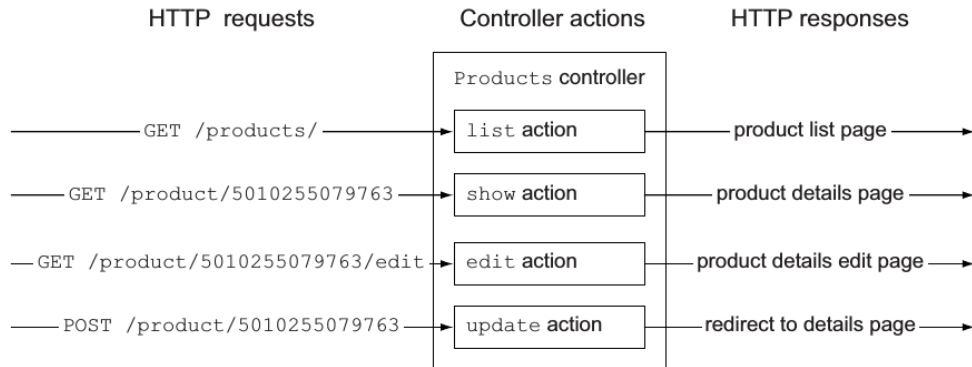 HTTP requests Controller actions HTTP responses
Products controller
GET /products/ list action product list page
GET /product/5010255079763 show action product details page
GET /product/5010255079763/edit edit action product details edit page
POST /product/5010255079763 update action redirect to details page